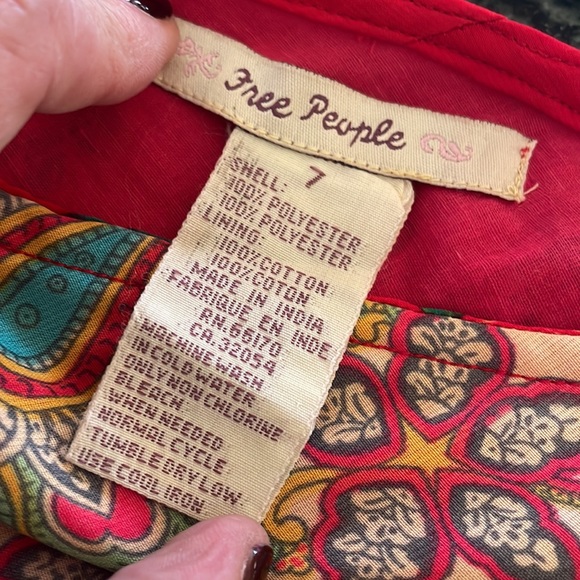 Free People
7
SHELL:
100% POLYESTER
100% POLYESTER
LINING:
100% COTTON
100% COTON
MADE IN INDIA
FABRIQUE EN INDE
RN.66170
CA.32054
MACHINE WASH
IN COLD WATER.
ONLY NON CHLORINE
BLEACH
WHEN NEEDED.
NORMAL CYCLE.
TUMBLE DRY LOW.
USE COOL IRON.